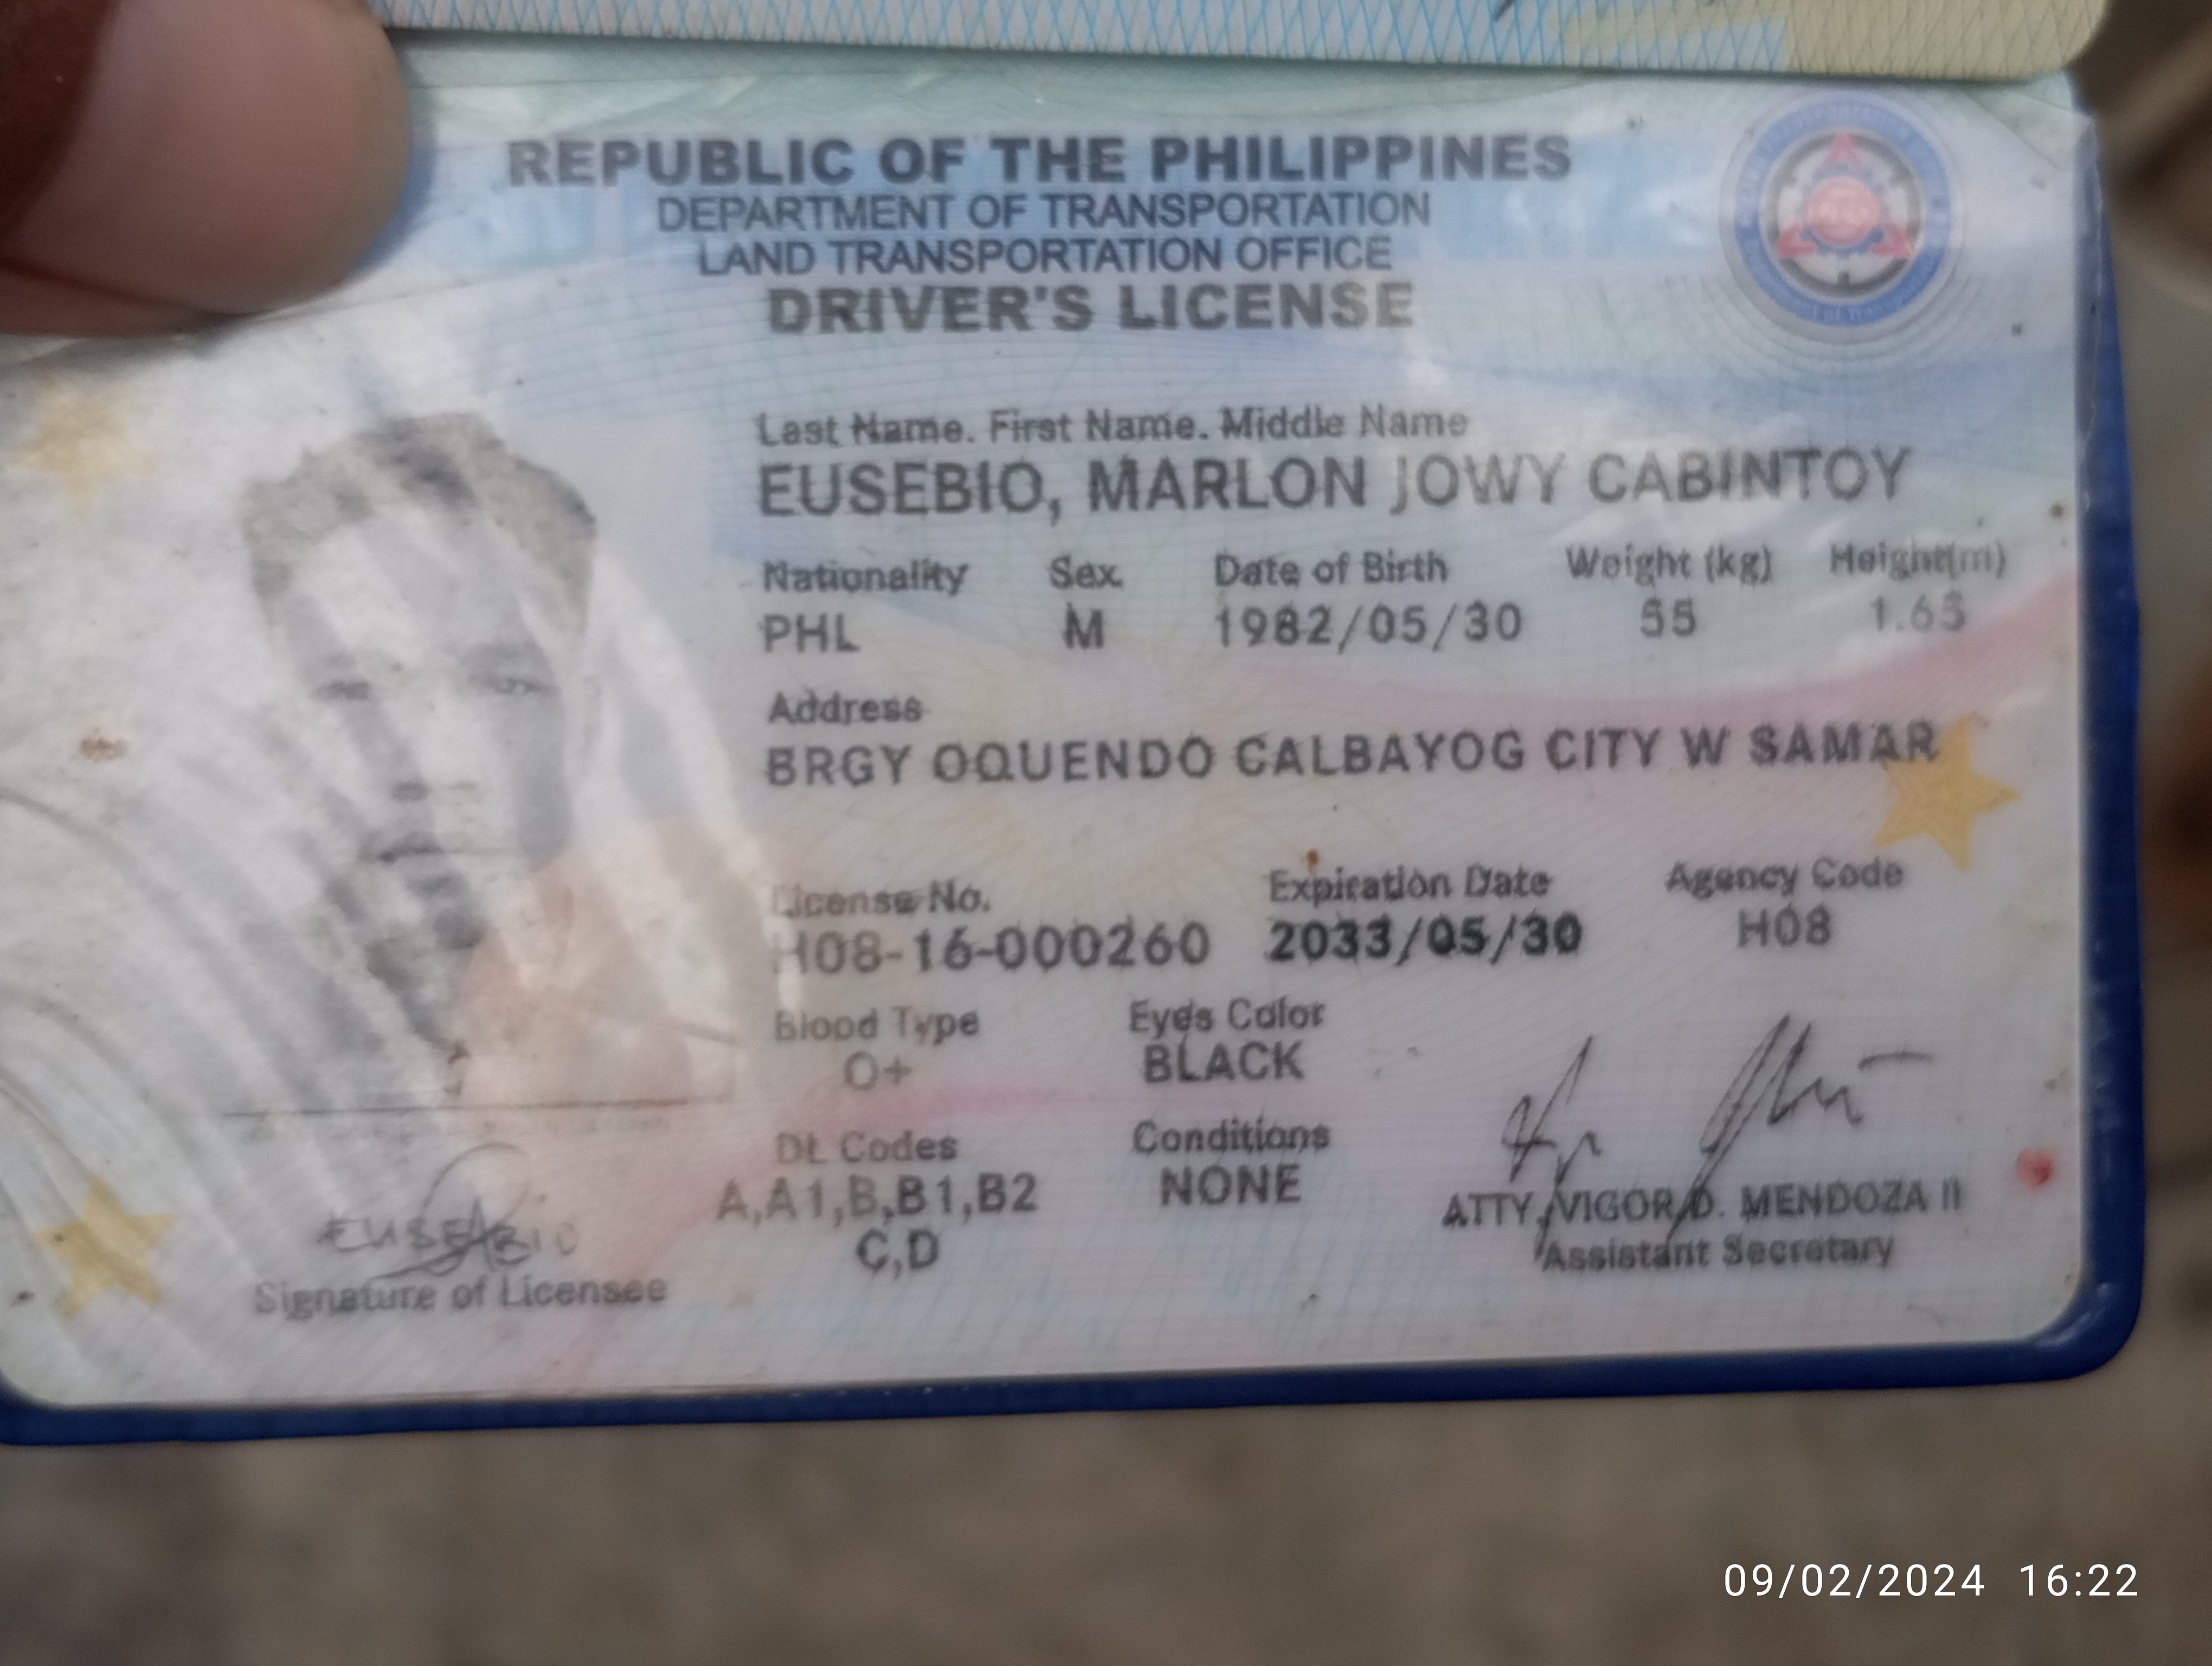 REPUBLIC OF THE PHILIPPINES
DEPARTMENT OF TRANSPORTATION
LAND TRANSPORTATION OFFICE
DRIVER'S LICENSE
Last Name. First Name. Middle Name
EUSEBIO, MARLON JOWY CABINTOY
Nationality Sex Date of Birth Weight (kg) Height(m)
PHL M 1982/05/30 55 1.65
Address
BRGY OQUENDO CALBAYOG CITY W SAMAR
License No. Expiration Date Agency Code
H08-16-000260 2033/05/30 H08
Blood Type Eyes Color
O+ BLACK
DL Codes Conditions
A,A1,B,B1,B2 NONE
C,D
EUSEBIO
Signature of Licensee
ATTY. VIGOR D. MENDOZA II
Assistant Secretary
09/02/2024 16:22